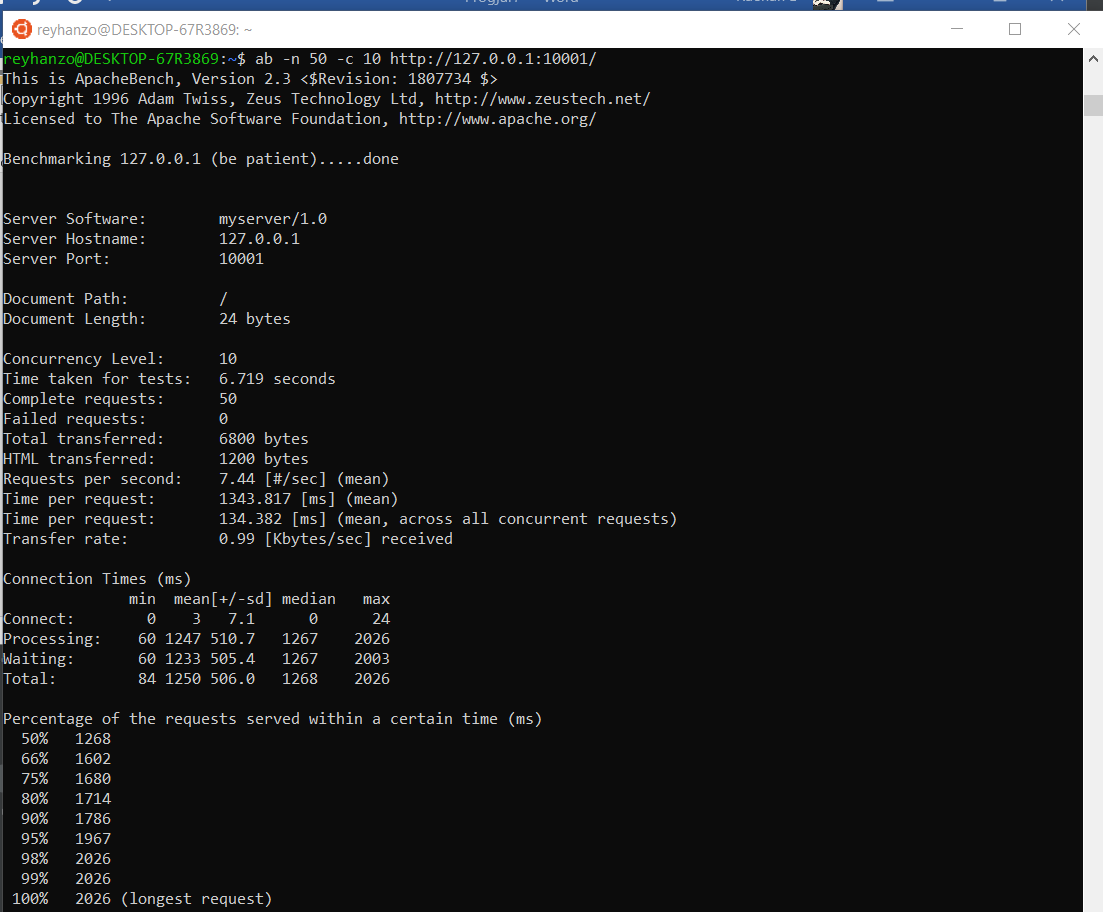 reyhanzo@DESKTOP-67R3869: ~
reyhanzo@DESKTOP-67R3869:~$ ab -n 50 -c 10 http://127.0.0.1:10001/
This is ApacheBench, Version 2.3 <$Revision: 1807734 $>
Copyright 1996 Adam Twiss, Zeus Technology Ltd, http://www.zeustech.net/
Licensed to The Apache Software Foundation, http://www.apache.org/
Benchmarking 127.0.0.1 (be patient).....done
Server Software:        myserver/1.0
Server Hostname:        127.0.0.1
Server Port:            10001
Document Path:          /
Document Length:        24 bytes
Concurrency Level:      10
Time taken for tests:   6.719 seconds
Complete requests:      50
Failed requests:        0
Total transferred:      6800 bytes
HTML transferred:       1200 bytes
Requests per second:    7.44 [#/sec] (mean)
Time per request:       1343.817 [ms] (mean)
Time per request:       134.382 [ms] (mean, across all concurrent requests)
Transfer rate:          0.99 [Kbytes/sec] received
Connection Times (ms)
              min  mean[+/-sd] median   max
Connect:        0    3   7.1      0      24
Processing:    60 1247 510.7   1267    2026
Waiting:       60 1233 505.4   1267    2003
Total:         84 1250 506.0   1268    2026
Percentage of the requests served within a certain time (ms)
  50%   1268
  66%   1602
  75%   1680
  80%   1714
  90%   1786
  95%   1967
  98%   2026
  99%   2026
 100%   2026 (longest request)